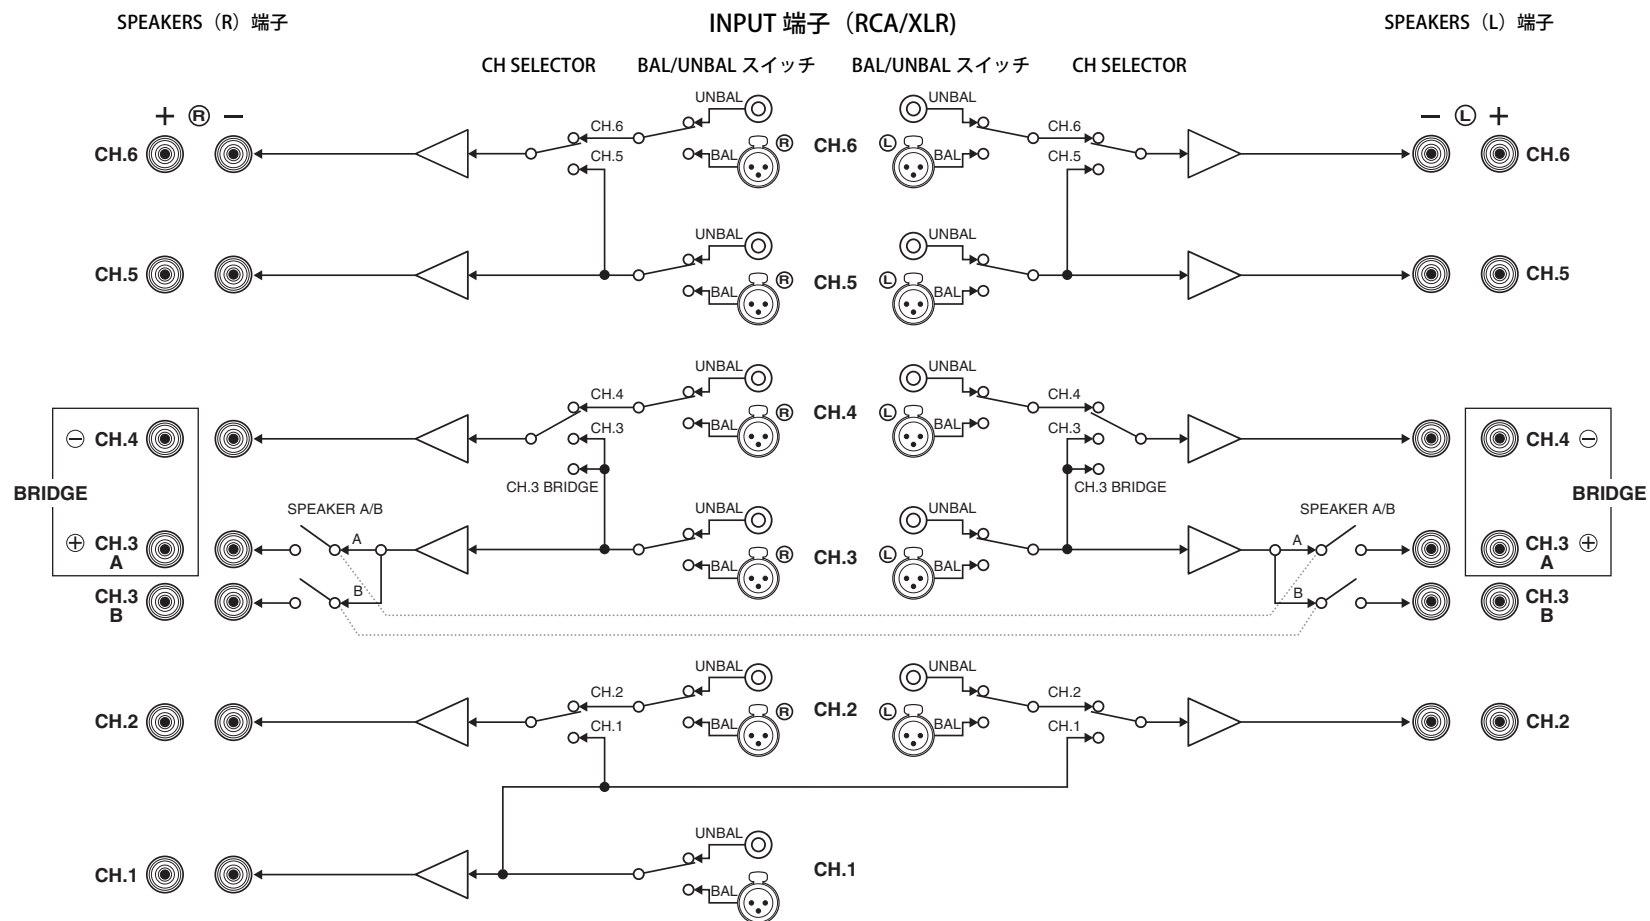 SPEAKERS（R）端子
INPUT 端子（RCA/XLR)
SPEAKERS（L）端子
CH SELECTOR
BAL/UNBAL スイッチ
BAL/UNBAL スイッチ
CH SELECTOR
+ Ⓡ −
− Ⓛ +
UNBAL
UNBAL
CH.6
CH.6
CH.6
BAL
Ⓡ
CH.6
Ⓛ
BAL
CH.6
CH.5
CH.5
UNBAL
UNBAL
CH.5
BAL
Ⓡ
CH.5
Ⓛ
BAL
CH.5
UNBAL
UNBAL
CH.4
CH.4
⊖ CH.4
CH.3
BAL
Ⓡ
CH.4
Ⓛ
BAL
CH.3
CH.4 ⊖
CH.3 BRIDGE
CH.3 BRIDGE
BRIDGE
BRIDGE
SPEAKER A/B
UNBAL
UNBAL
SPEAKER A/B
⊕ CH.3
A
A
BAL
Ⓡ
CH.3
Ⓛ
BAL
A
CH.3 ⊕
A
CH.3
B
B
B
CH.3
B
UNBAL
UNBAL
CH.2
CH.2
CH.2
CH.1
BAL
Ⓡ
CH.2
Ⓛ
BAL
CH.1
CH.2
UNBAL
CH.1
BAL
CH.1